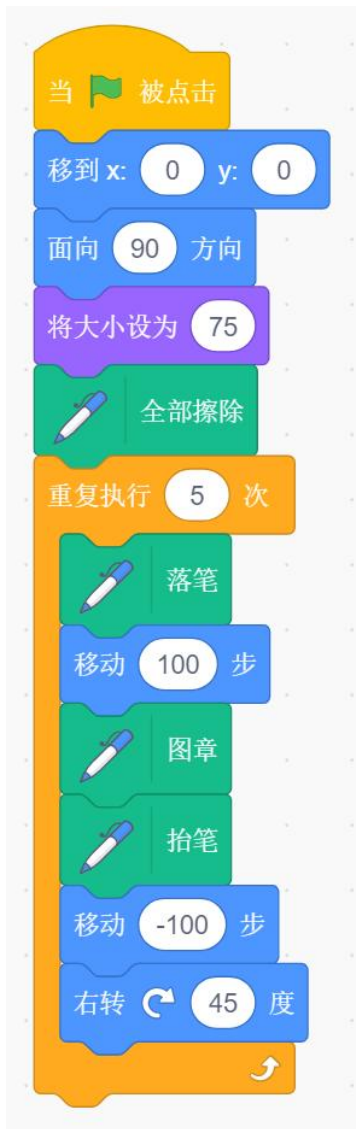 当 被点击
移到 x: 0 y: 0
面向 90 方向
将大小设为 75
全部擦除
重复执行 5 次
落笔
移动 100 步
图章
抬笔
移动 -100 步
右转 45 度